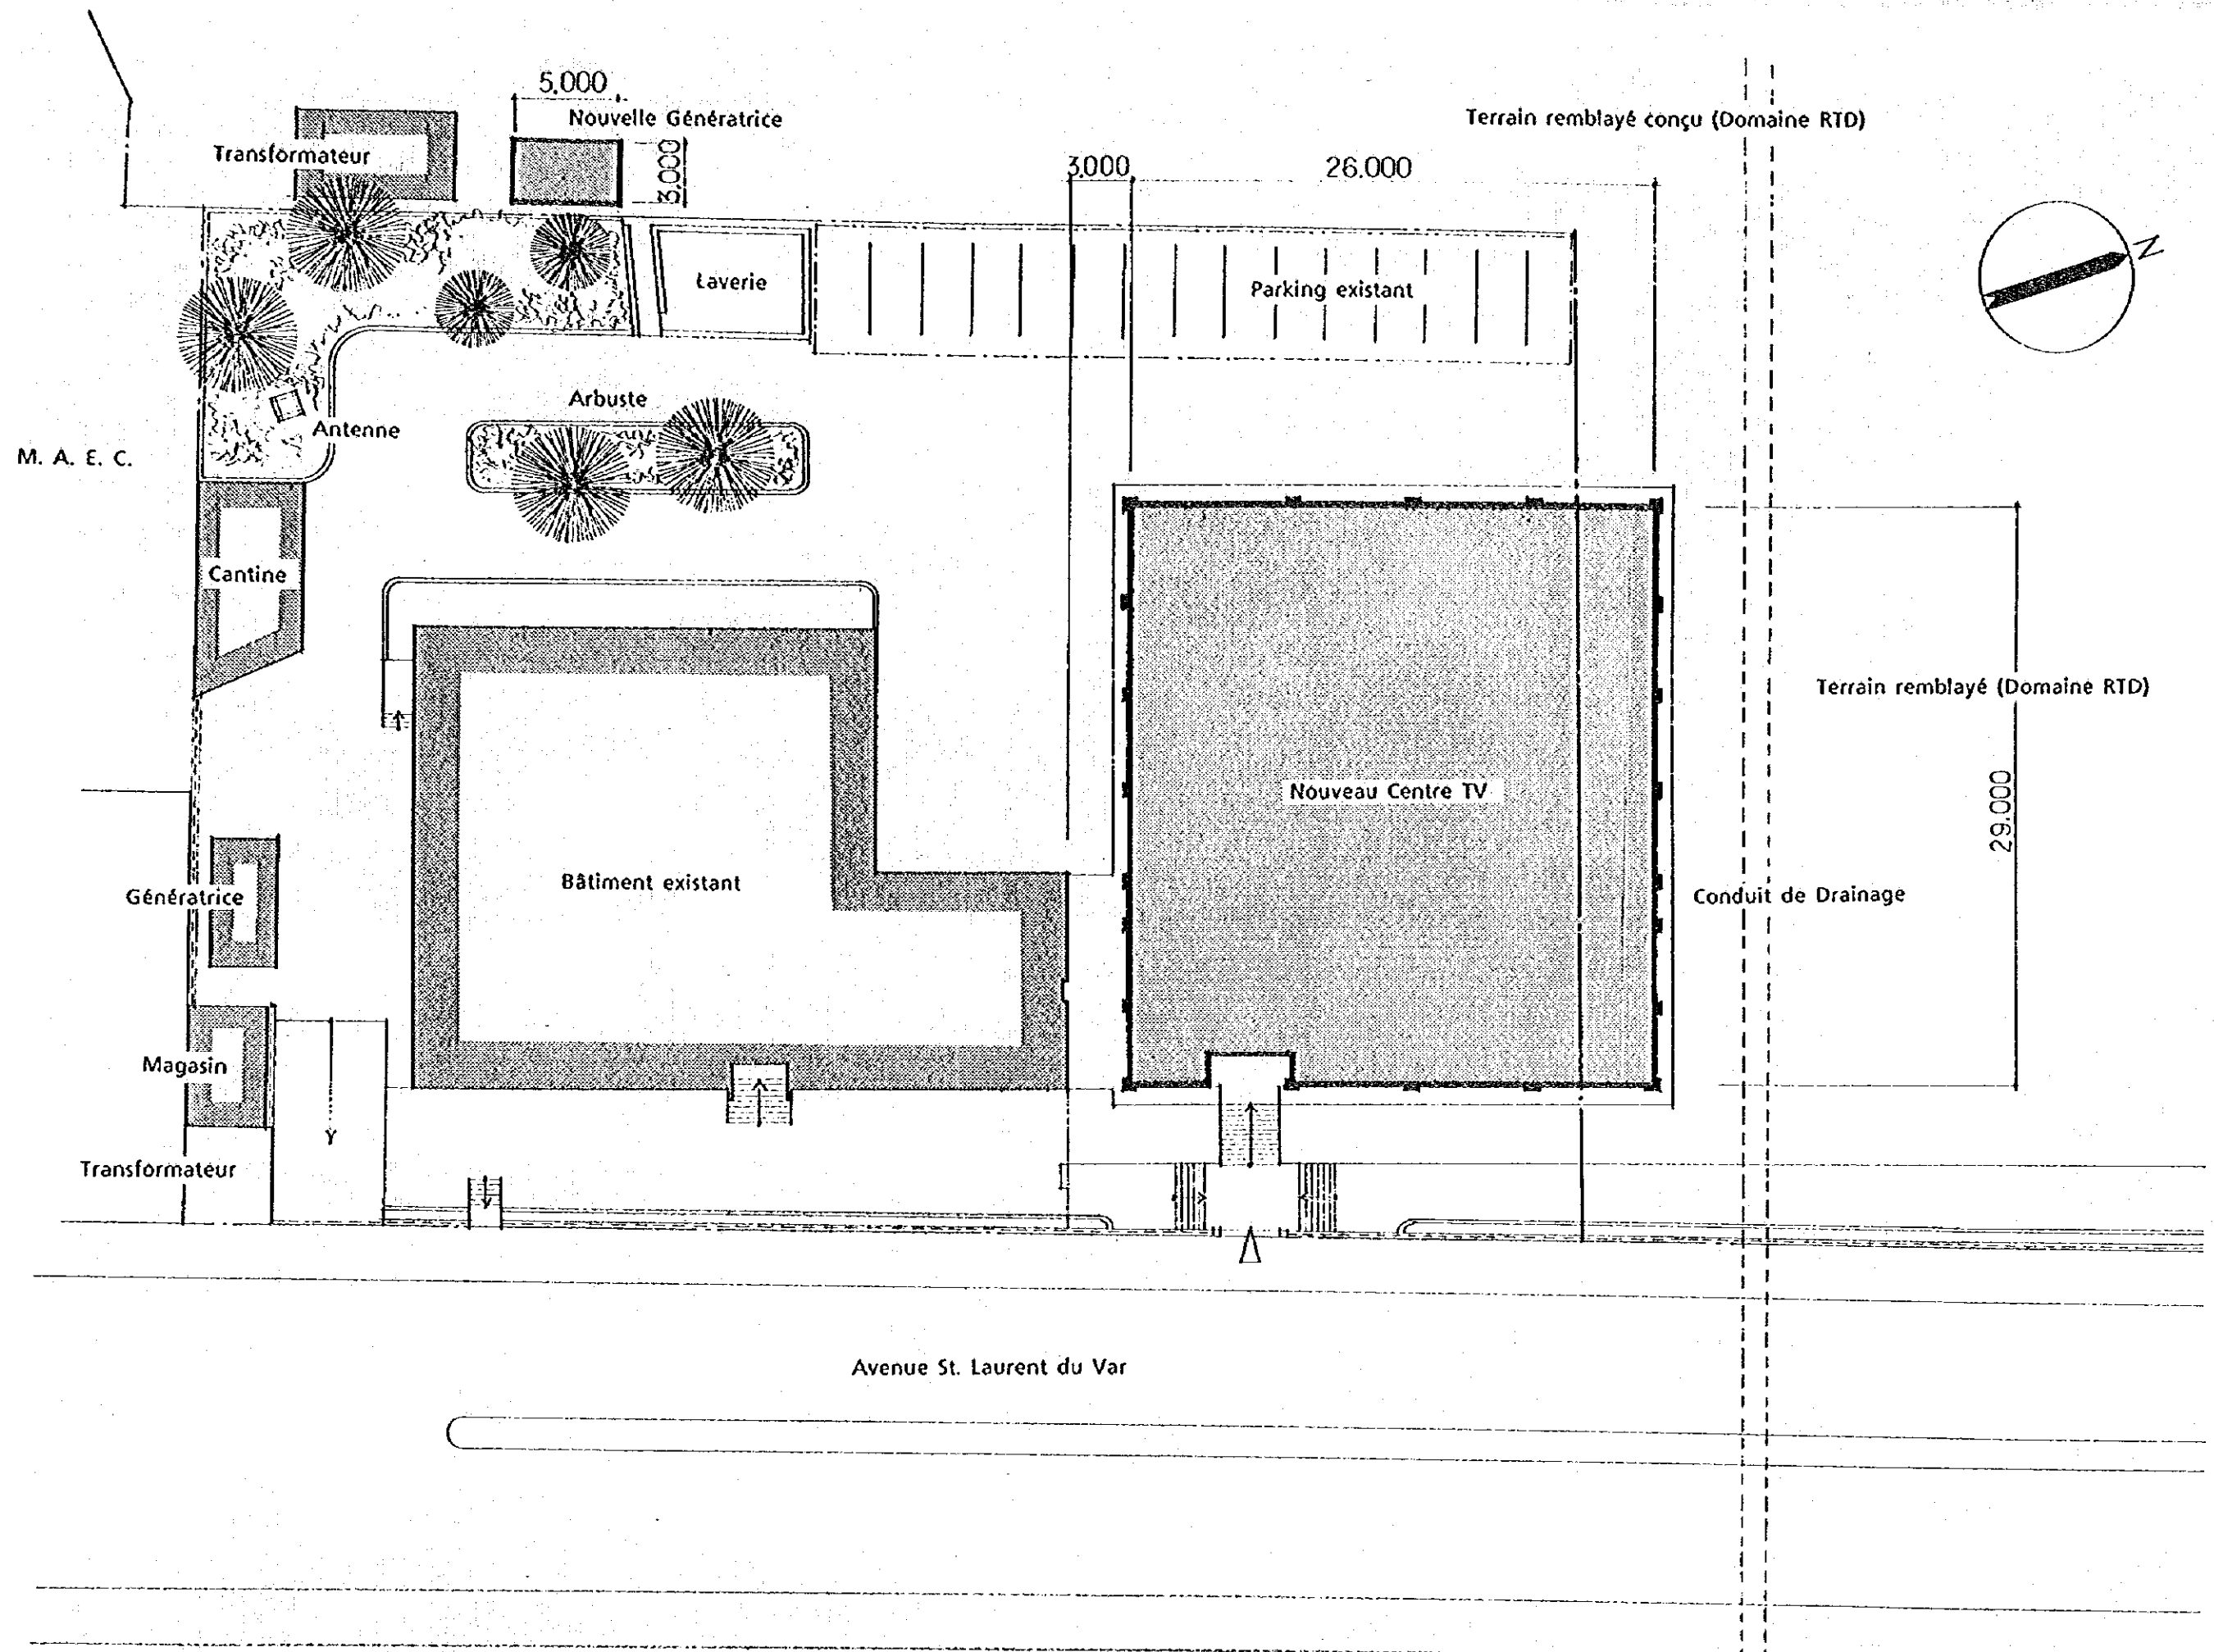 5,000
Nouvelle Génératrice
Terrain remblayé conçu (Domaine RTD)
Transformateur
3,000
3,000
26.000
N
Laverie
Parking existant
Arbuste
Antenne
M. A. E. C.
Cantine
Terrain remblayé (Domaine RTD)
Nouveau Centre TV
29.000
Bâtiment existant
Génératrice
Conduit de Drainage
Magasin
Transformateur
Avenue St. Laurent du Var